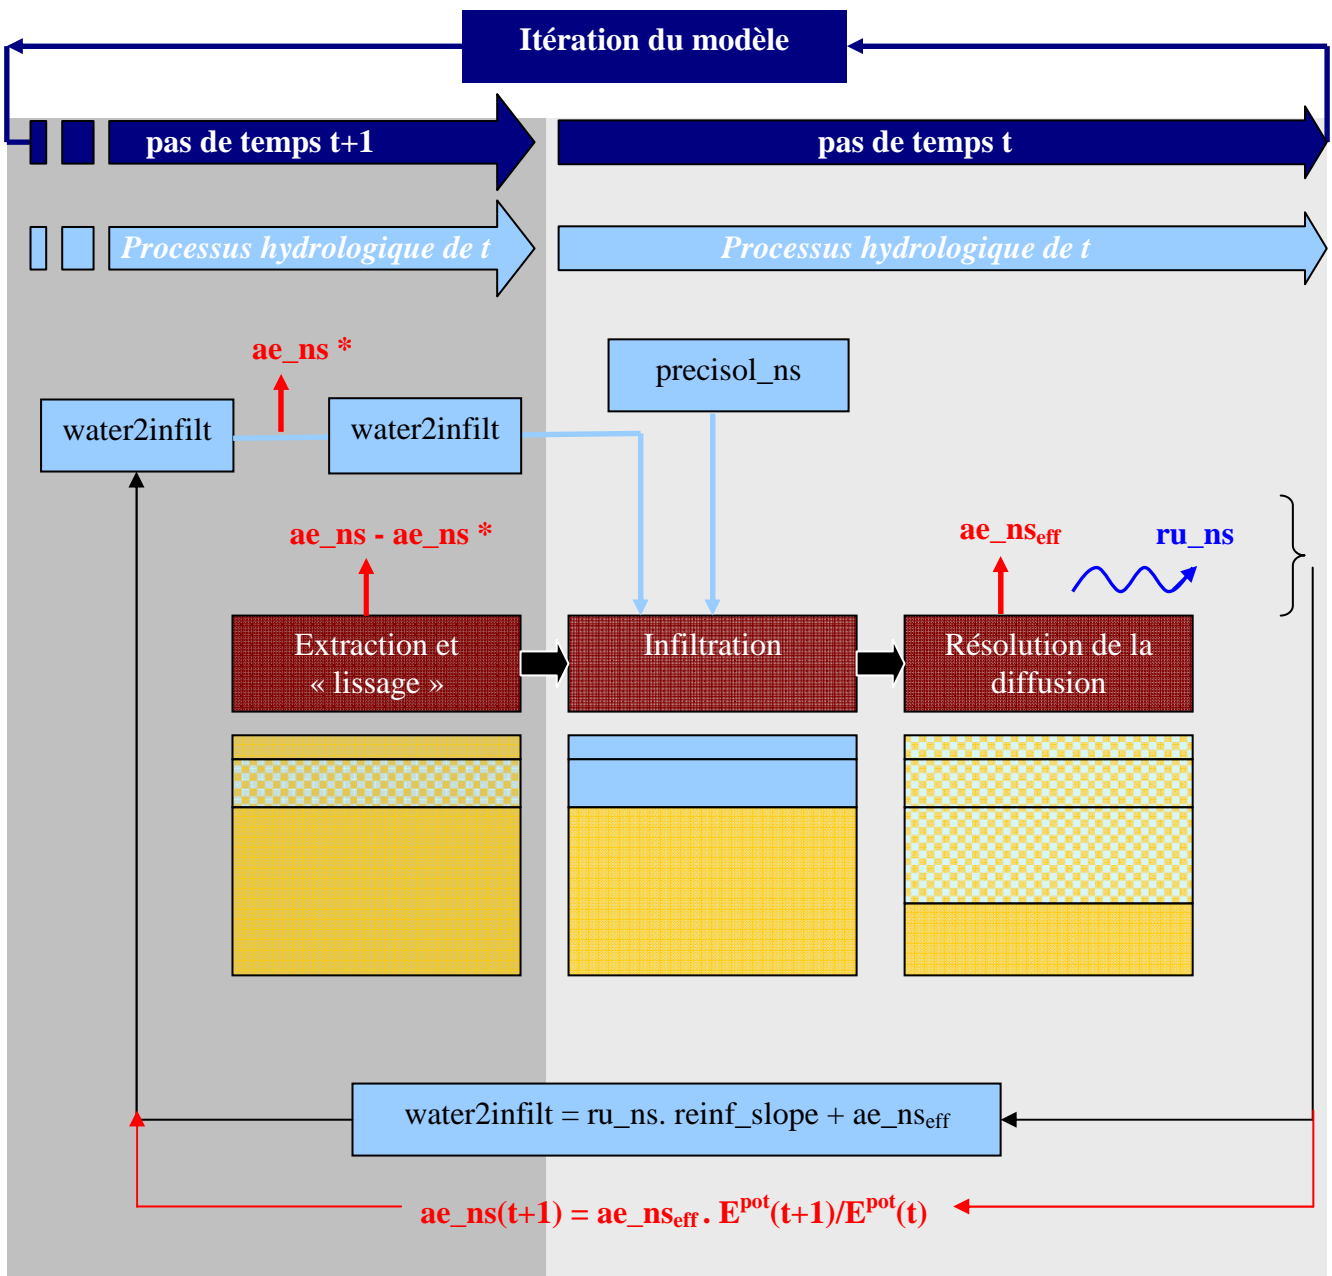 Itération du modèle
pas de temps t+1
pas de temps t
Processus hydrologique de t
Processus hydrologique de t
ae_ns *
precisol_ns
water2infilt
water2infilt
ae_ns - ae_ns *
ae_nseff
ru_ns
Extraction et
« lissage »
Infiltration
Résolution de la
diffusion
water2infilt = ru_ns. reinf_slope + ae_nseff
ae_ns(t+1) = ae_nseff . Epot(t+1)/Epot(t)